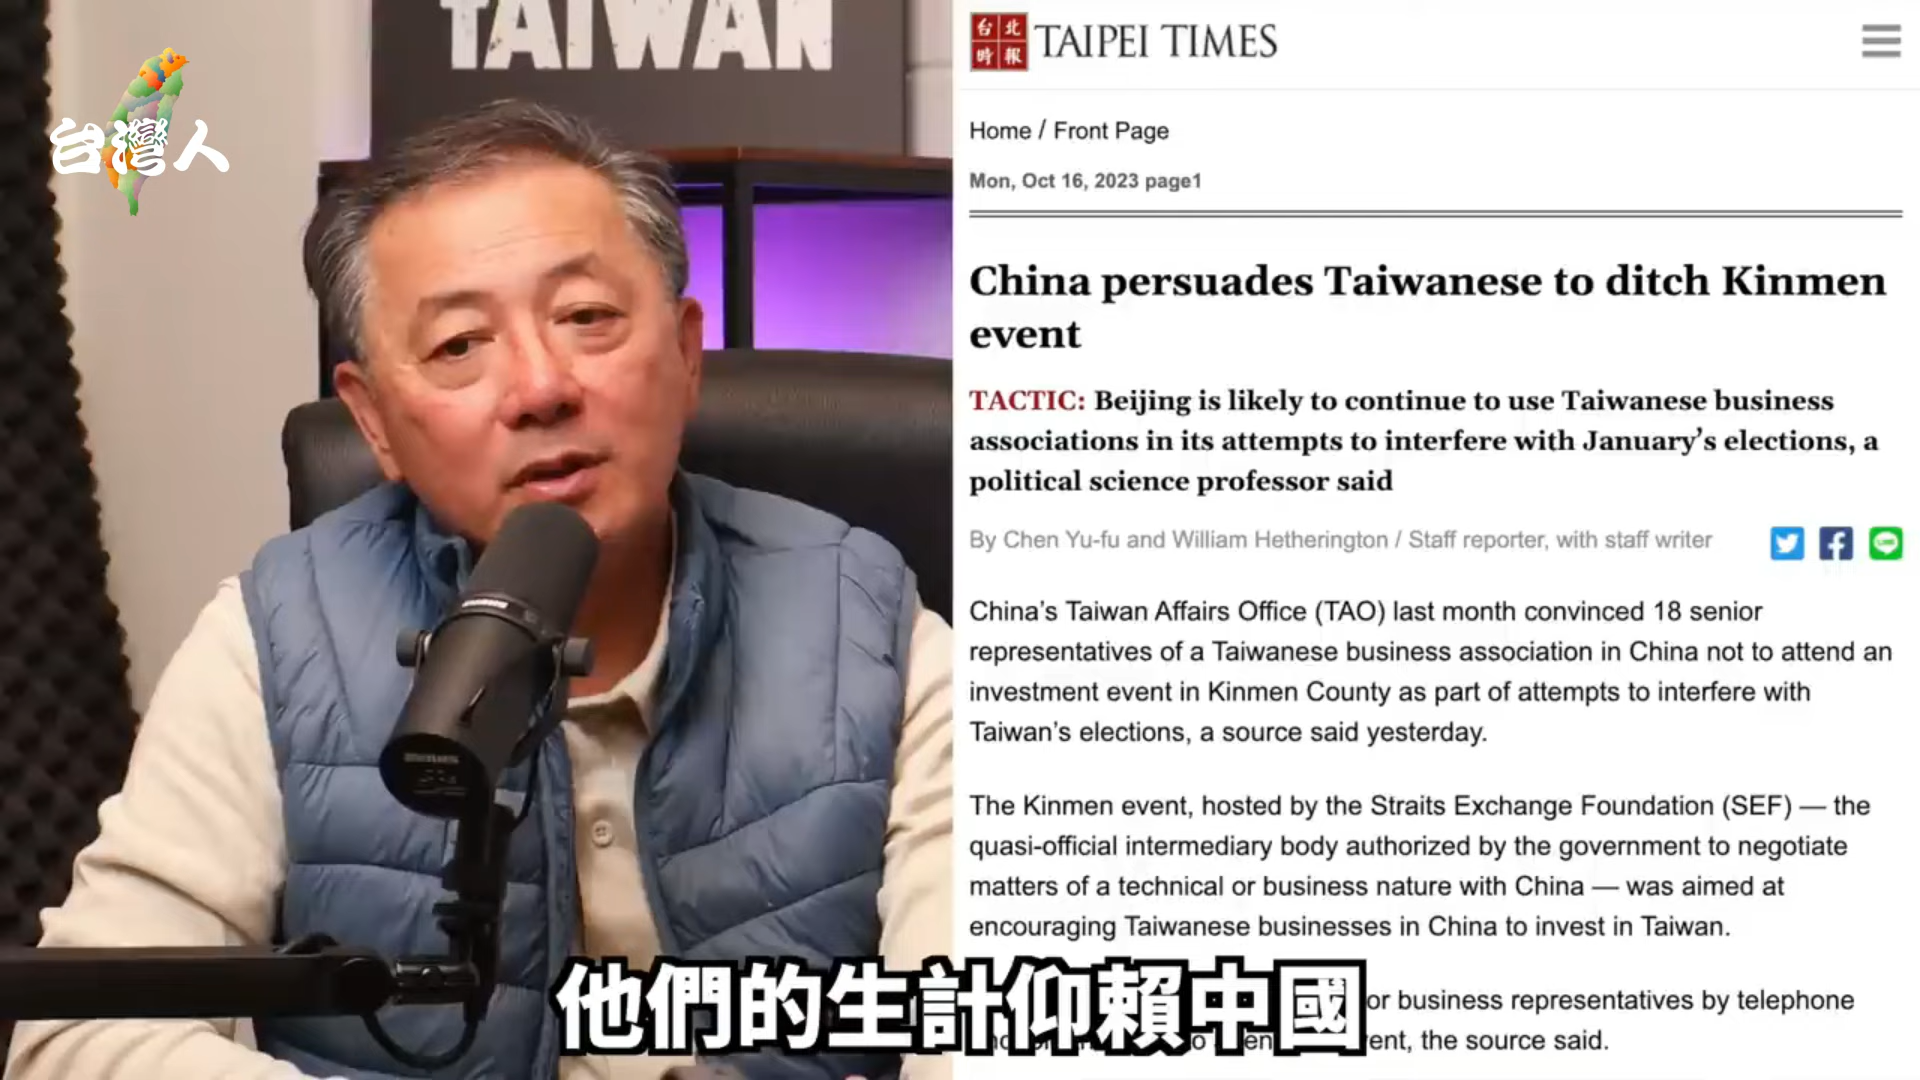 TAIWAN
台灣人
台北時報
TAIPEI TIMES
Home / Front Page
Mon, Oct 16, 2023 page1
China persuades Taiwanese to ditch Kinmen
event
TACTIC: Beijing is likely to continue to use Taiwanese business
associations in its attempts to interfere with January’s elections, a
political science professor said
By Chen Yu-fu and William Hetherington / Staff reporter, with staff writer
China’s Taiwan Affairs Office (TAO) last month convinced 18 senior
representatives of a Taiwanese business association in China not to attend an
investment event in Kinmen County as part of attempts to interfere with
Taiwan’s elections, a source said yesterday.
The Kinmen event, hosted by the Straits Exchange Foundation (SEF) — the
quasi-official intermediary body authorized by the government to negotiate
matters of a technical or business nature with China — was aimed at
encouraging Taiwanese businesses in China to invest in Taiwan.
business representatives by telephone
the source said.
他們的生計仰賴中國